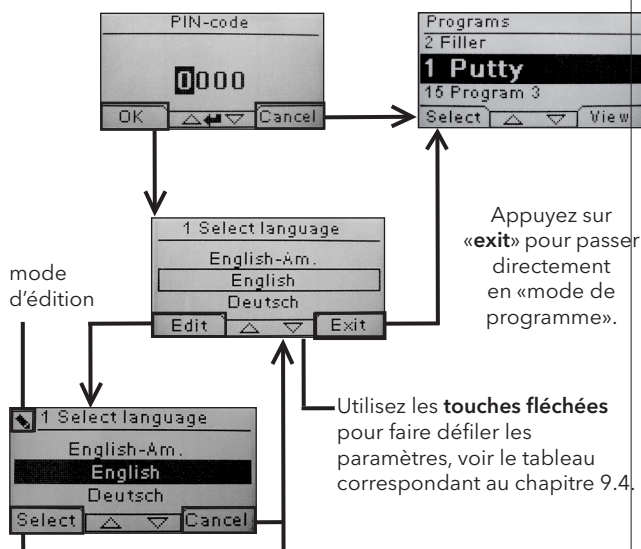 PIN-code
0000
OK
Cancel
Programs
2 Filler
1 Putty
15 Program 3
Select
View
1 Select language
English-Am.
English
Deutsch
Edit
Exit
Appuyez sur
«exit» pour passer
directement
en «mode de
programme».
mode
d’édition
Utilisez les touches fléchées
pour faire défiler les
paramètres, voir le tableau
correspondant au chapitre 9.4.
1 Select language
English-Am.
English
Deutsch
Select
Cancel